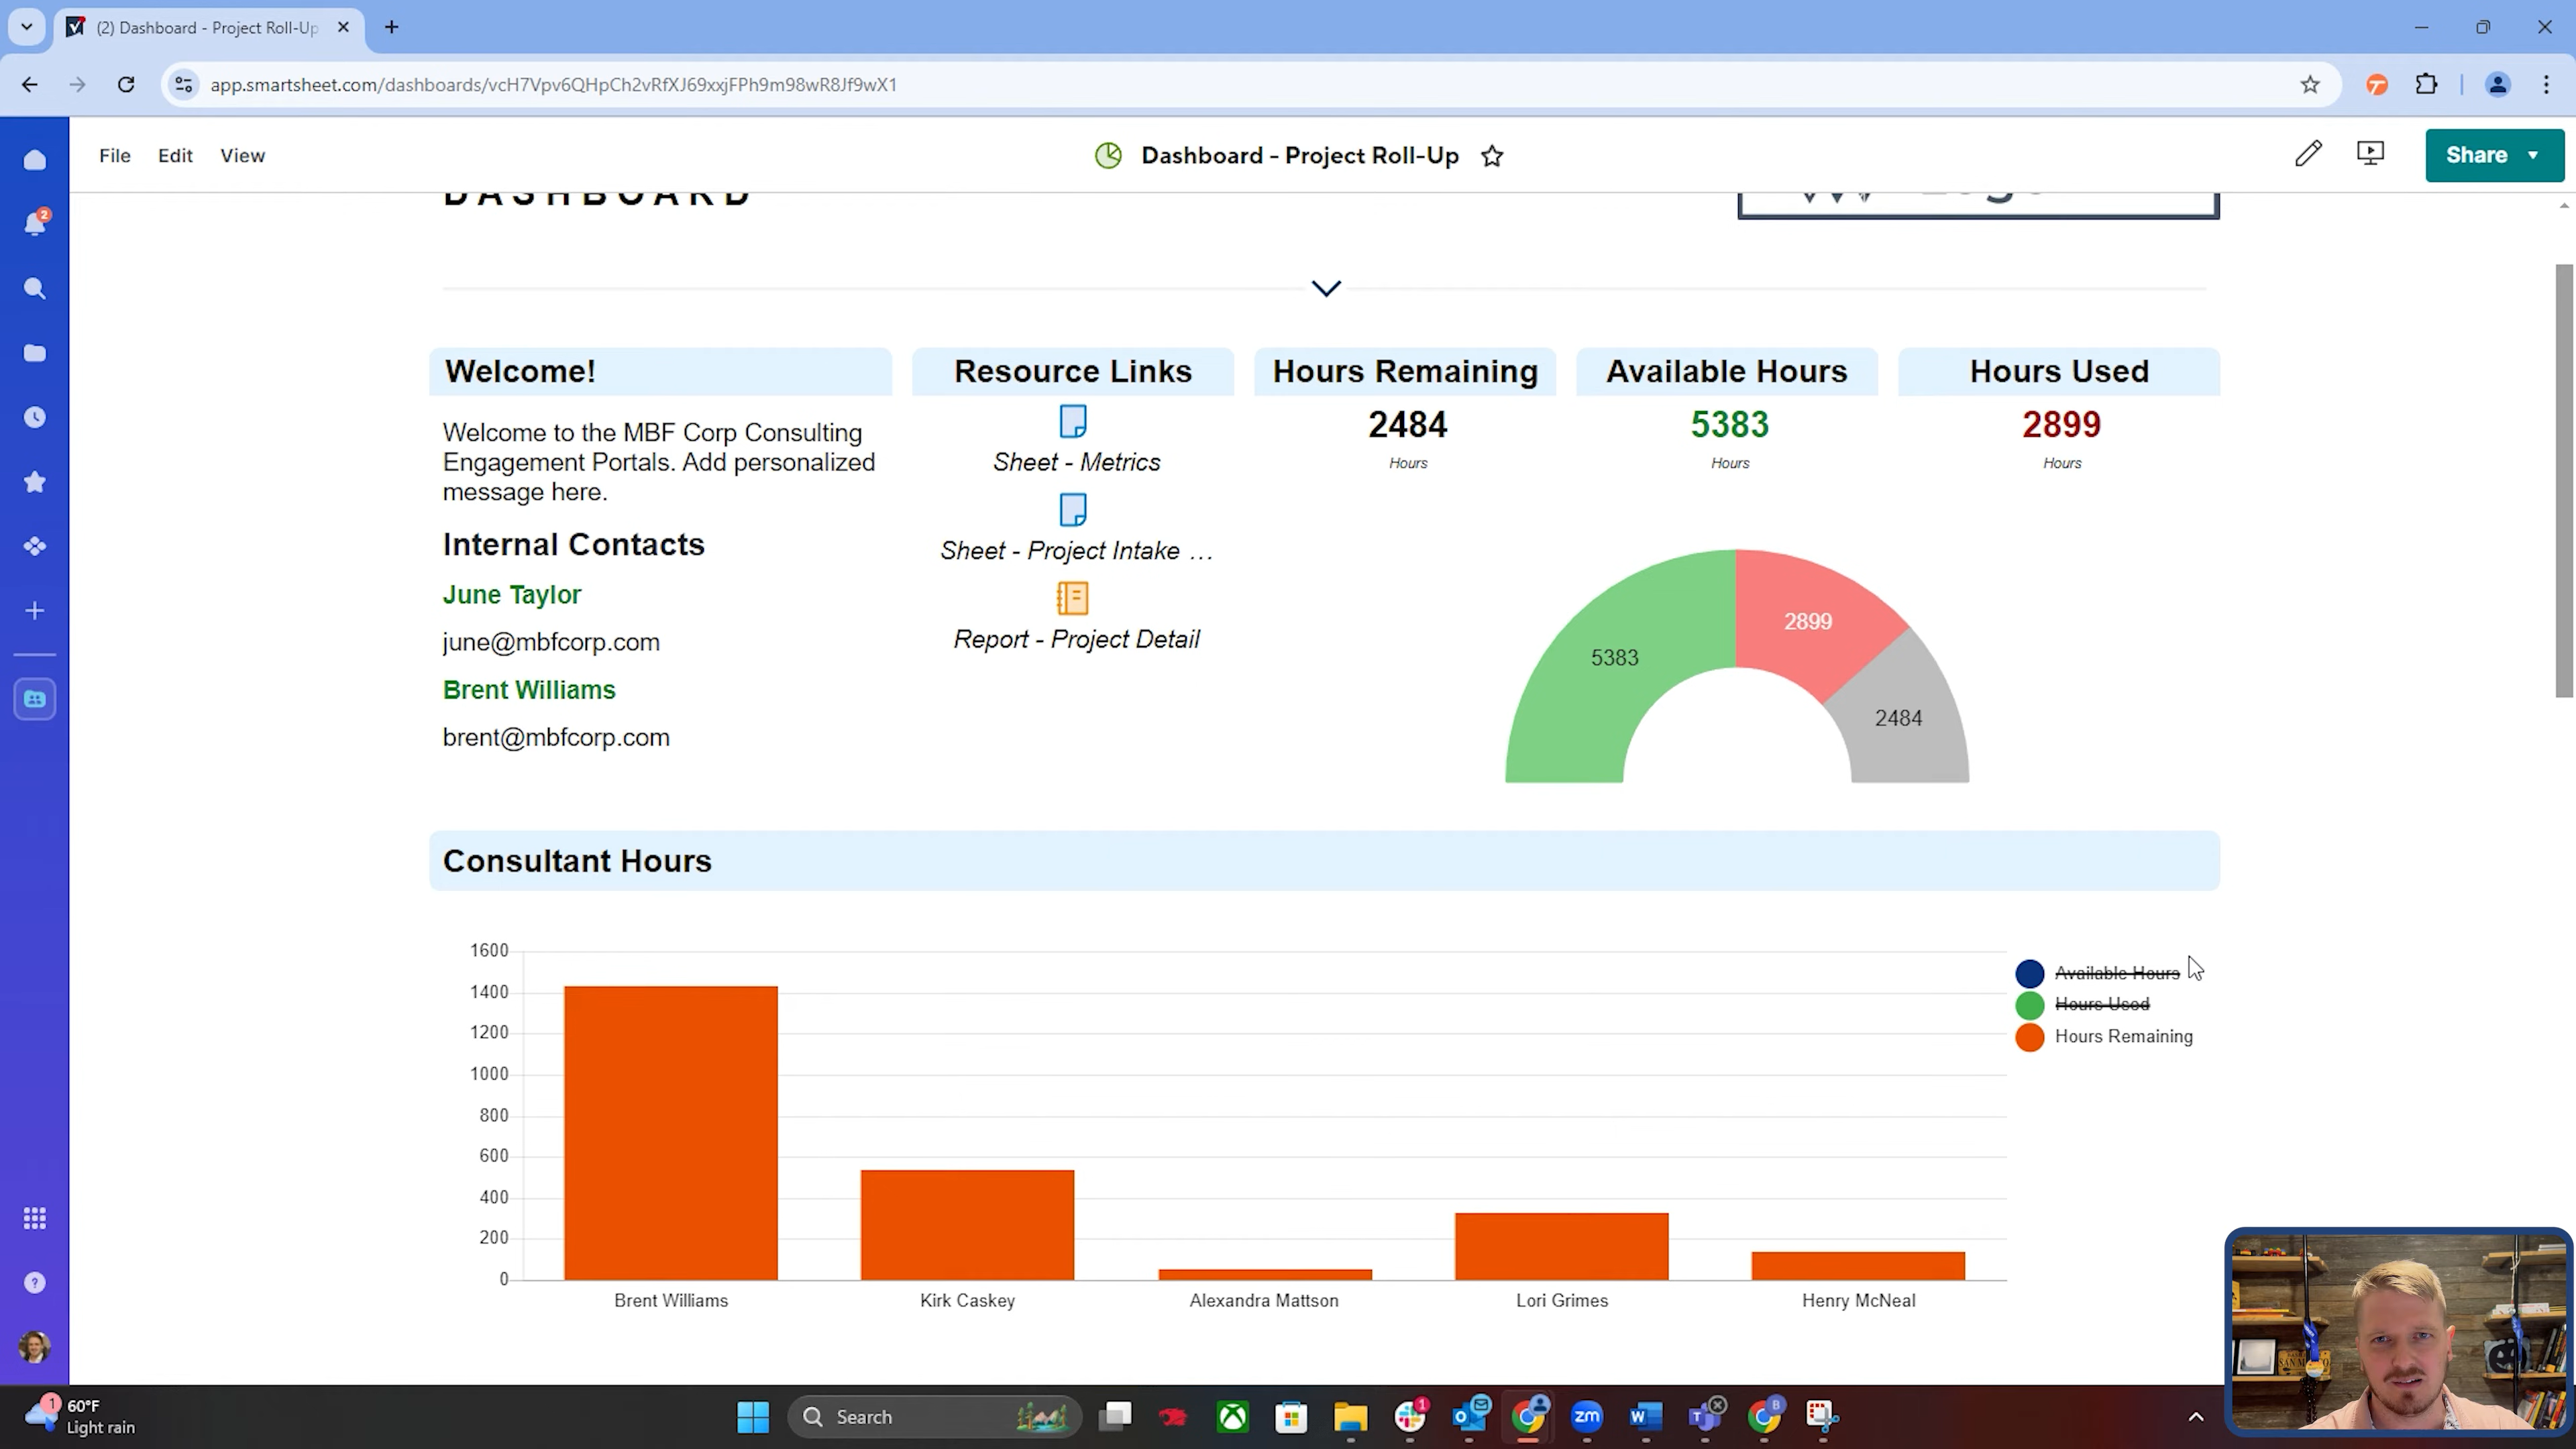 (2) Dashboard - Project Roll-Up
app.smartsheet.com/dashboards/vcH7Vpv6QHpCh2vRfXJ69xxjFPh9m98wR8Jf9wX1
File
Edit
View
Dashboard - Project Roll-Up
Share
2
DASHBOARD
Logo
Welcome!
Welcome to the MBF Corp Consulting
Engagement Portals. Add personalized
message here.
Internal Contacts
June Taylor
june@mbfcorp.com
Brent Williams
brent@mbfcorp.com
Resource Links
Sheet - Metrics
Sheet - Project Intake ...
Report - Project Detail
Hours Remaining
2484
Hours
Available Hours
5383
Hours
Hours Used
2899
Hours
5383
2899
2484
Consultant Hours
1600
1400
1200
1000
800
600
400
200
0
Brent Williams
Kirk Caskey
Alexandra Mattson
Lori Grimes
Henry McNeal
Available Hours
Hours Used
Hours Remaining
1
60°F
Light rain
Search
1
zm
B